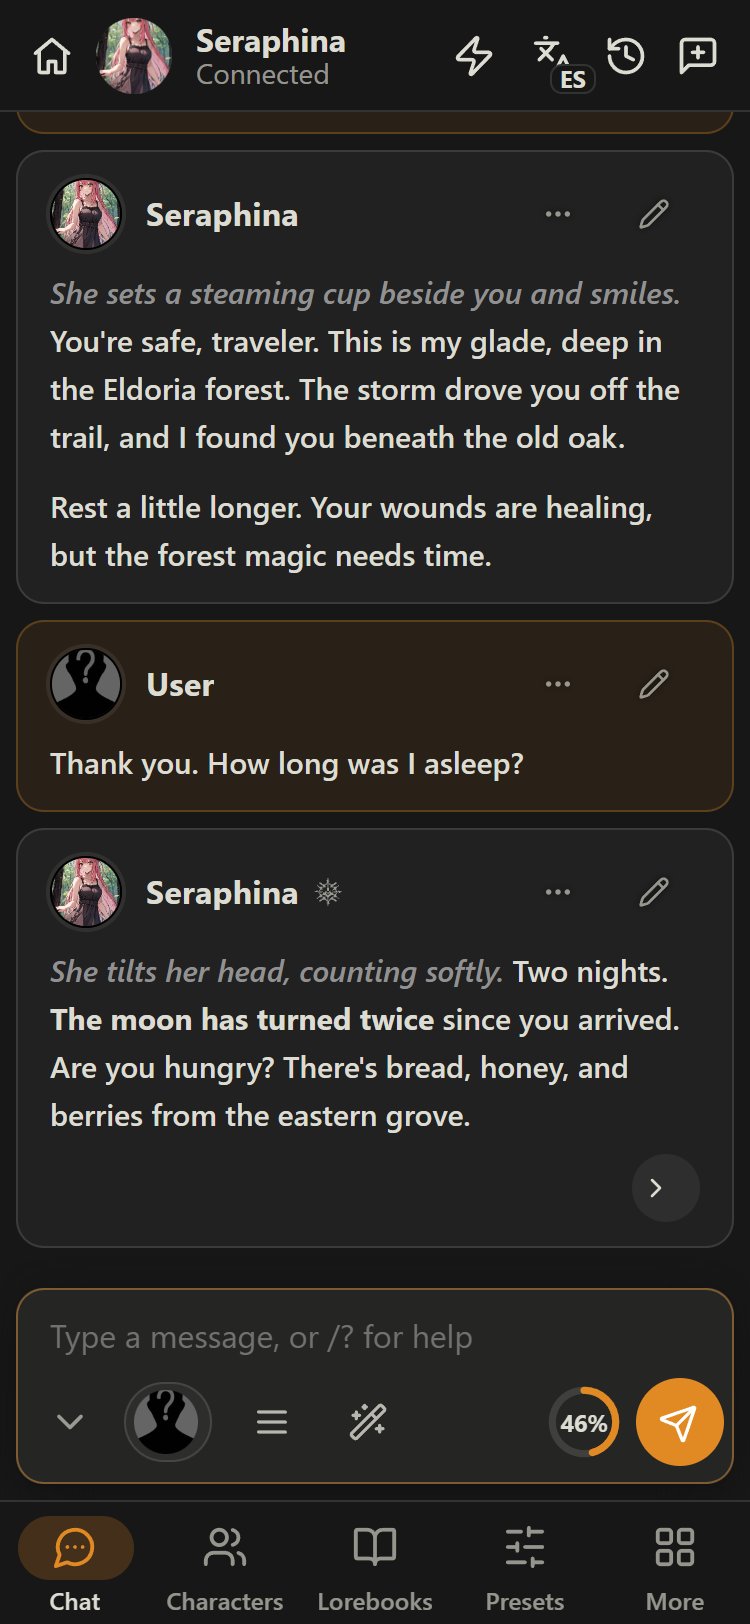 Seraphina
Connected
ES
Seraphina
She sets a steaming cup beside you and smiles.
You're safe, traveler. This is my glade, deep in
the Eldoria forest. The storm drove you off the
trail, and I found you beneath the old oak.
Rest a little longer. Your wounds are healing,
but the forest magic needs time.
User
Thank you. How long was I asleep?
Seraphina
She tilts her head, counting softly. Two nights.
The moon has turned twice since you arrived.
Are you hungry? There's bread, honey, and
berries from the eastern grove.
Type a message, or /? for help
46%
Chat
Characters
Lorebooks
Presets
More